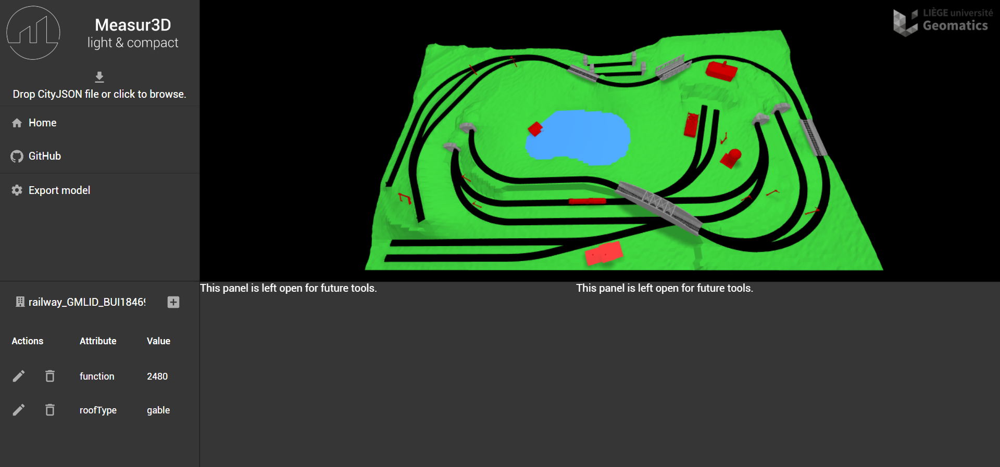 Measur3D
light & compact
Drop CityJSON file or click to browse.
Home
GitHub
Export model
railway_GMLID_BUI18469
Actions Attribute Value
function 2480
roofType gable
LIÈGE université
Geomatics
This panel is left open for future tools.
This panel is left open for future tools.